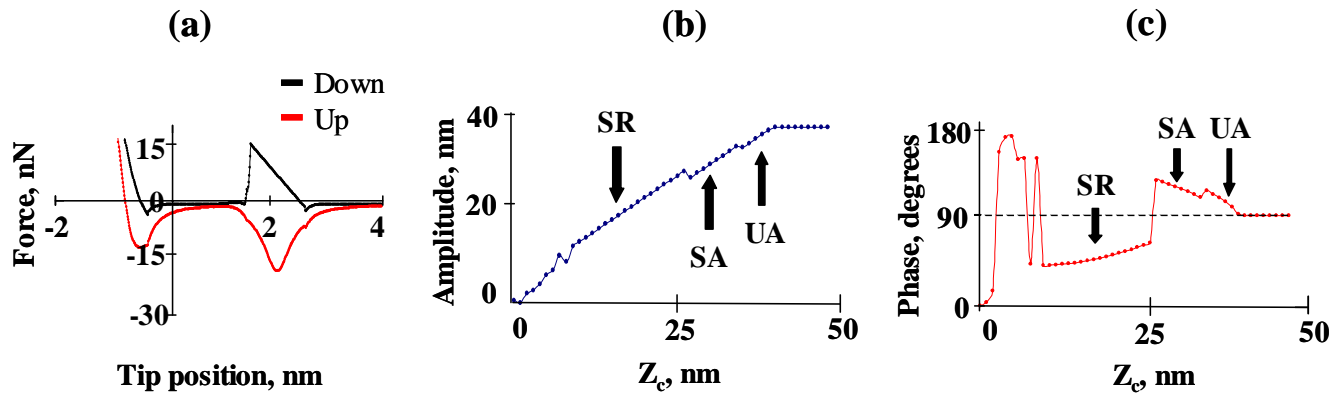 (a)
Down
Up
Force, nN
15
0
-15
-30
-2
2
4
Tip position, nm
(b)
Amplitude, nm
40
20
0
SR
SA
UA
0
25
50
Zc, nm
(c)
Phase, degrees
180
90
0
SR
SA
UA
0
25
50
Zc, nm